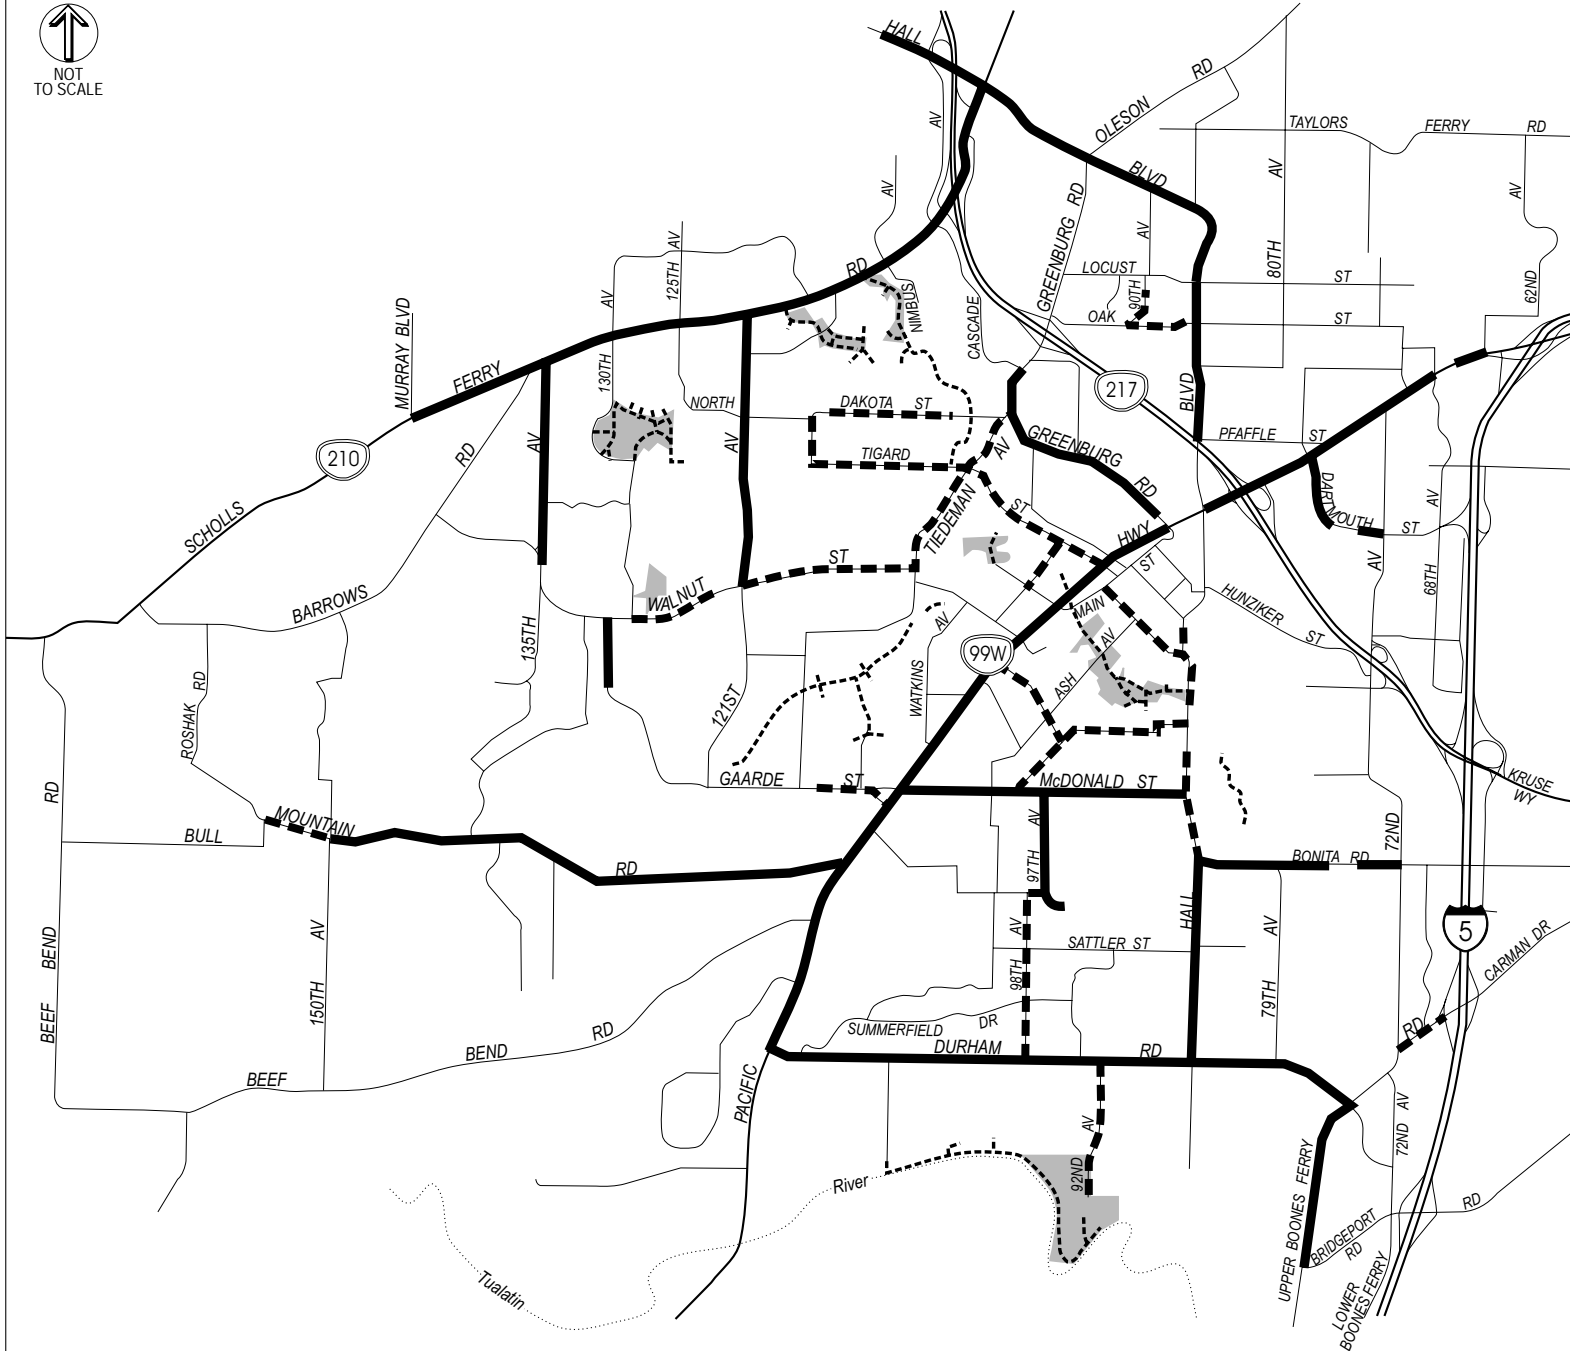 NOT
TO SCALE
HALL
BLVD
OLESON
RD
TAYLORS
FERRY
RD
AV
AV
AV
AV
AV
80TH
62ND
GREENBURG
RD
LOCUST
ST
90TH
OAK
ST
RD
NIMBUS
CASCADE
125TH
AV
AV
130TH
MURRAY BLVD
FERRY
217
BLVD
NORTH
DAKOTA
ST
TIGARD
AV
GREENBURG
RD
PFAFFLE
ST
210
RD
AV
AV
SCHOLLS
TIEDEMAN
ST
HWY
DARTMOUTH
ST
AV
AV
68TH
ST
ST
WALNUT
BARROWS
135TH
MAIN
AV
HUNZIKER
ST
AV
99W
WATKINS
ASH
121ST
ROSHAK
RD
GAARDE
ST
McDONALD
ST
KRUSE
WY
RD
BULL
MOUNTAIN
RD
AV
97TH
72ND
BONITA
RD
HALL
AV
AV
AV
SATTLER
ST
98TH
79TH
5
CARMAN
DR
BEND
BEEF
150TH
RD
BEND
BEEF
SUMMERFIELD
DR
DURHAM
RD
RD
PACIFIC
AV
92ND
AV
72ND
River
Tualatin
UPPER
BOONES
FERRY
BRIDGEPORT
RD
RD
LOWER
BOONES FERRY